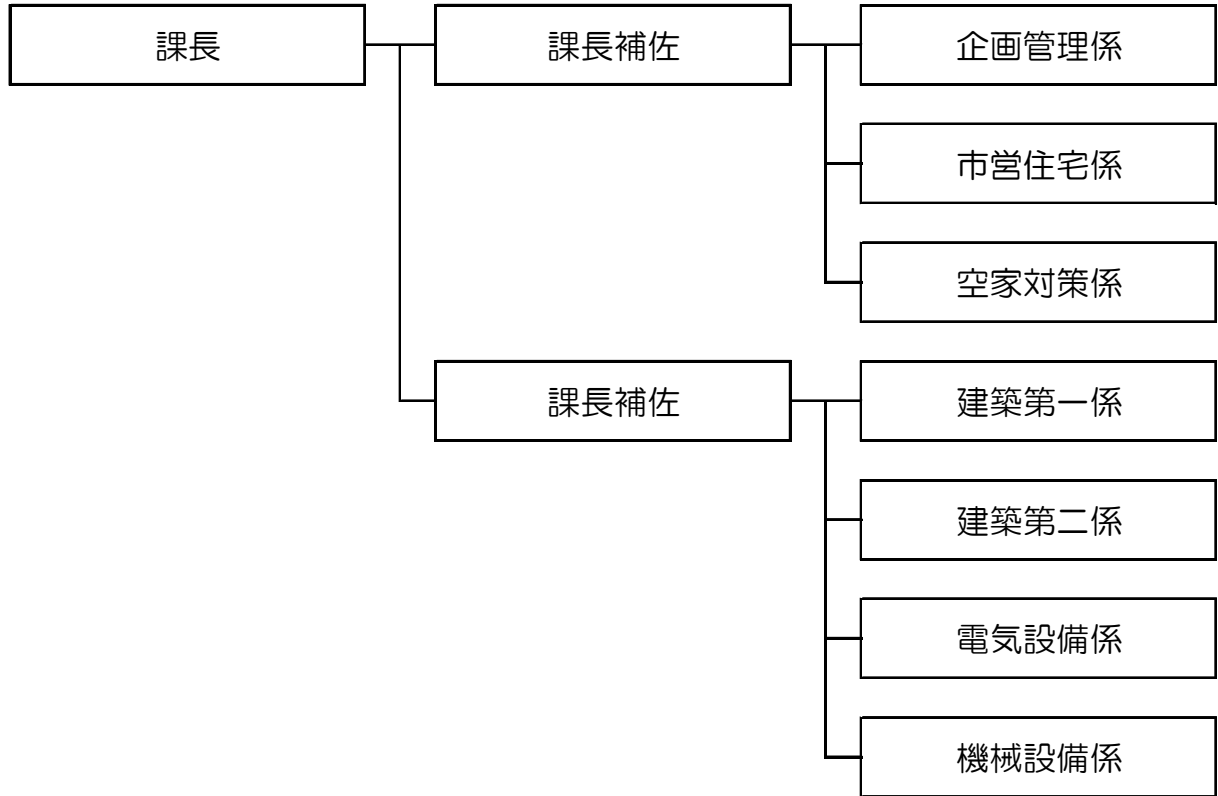 課長
課長補佐
企画管理係
市営住宅係
空家対策係
課長補佐
建築第一係
建築第二係
電気設備係
機械設備係